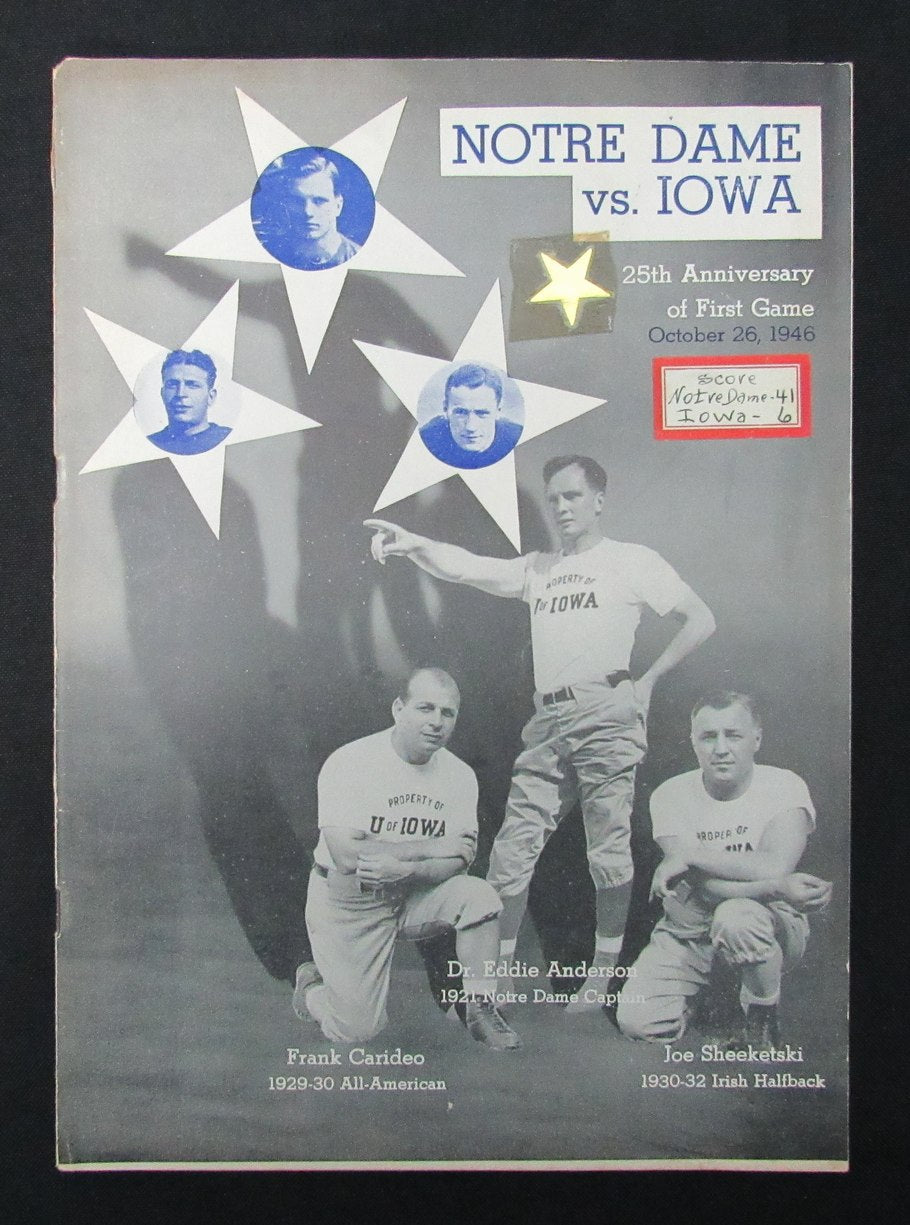 NOTRE DAME
vs. IOWA
25th Anniversary
of First Game
October 26, 1946
Score
Notre Dame-41
Iowa- 6
PROPERTY OF
U OF IOWA
PROPERTY OF
U OF IOWA
PROPER OF
Dr. Eddie Anderson
1921 Notre Dame Captain
Frank Carideo
1929-30 All-American
Joe Sheeketski
1930-32 Irish Halfback